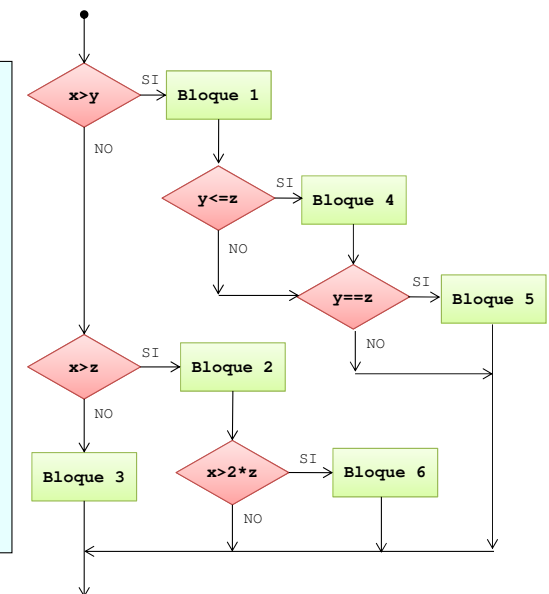 x>y
SI
Bloque 1
NO
y<=z
SI
Bloque 4
NO
y==z
SI
Bloque 5
NO
x>z
SI
Bloque 2
NO
Bloque 3
x>2*z
SI
Bloque 6
NO